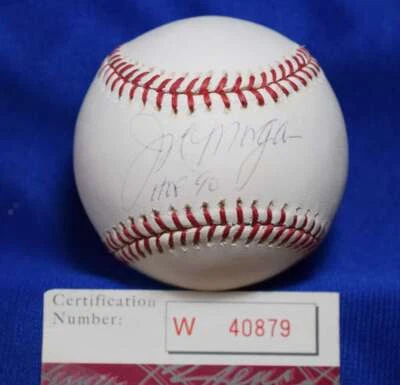 Joe Morgan
HOF 90
Certification
Number:
W 40879